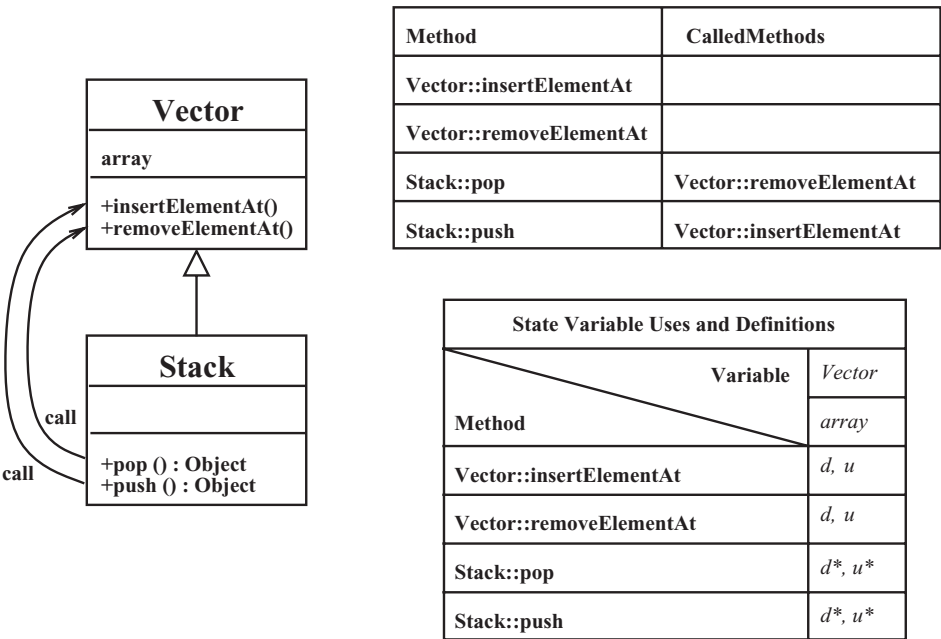 Vector
array
+insertElementAt()
+removeElementAt()
Stack
call
call
+pop () : Object
+push () : Object
Method CalledMethods
Vector::insertElementAt
Vector::removeElementAt
Stack::pop Vector::removeElementAt
Stack::push Vector::insertElementAt
State Variable Uses and Definitions
Variable Vector
Method array
Vector::insertElementAt d, u
Vector::removeElementAt d, u
Stack::pop d*, u*
Stack::push d*, u*